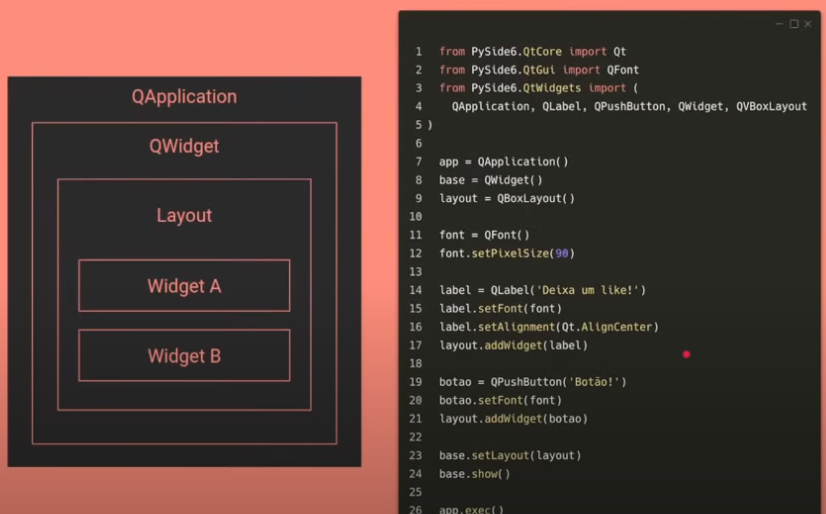 QApplication
QWidget
Layout
Widget A
Widget B
1 from PySide6.QtCore import Qt
2 from PySide6.QtGui import QFont
3 from PySide6.QtWidgets import (
4 QApplication, QLabel, QPushButton, QWidget, QVBoxLayout
5 )
6
7 app = QApplication()
8 base = QWidget()
9 layout = QBoxLayout()
10
11 font = QFont()
12 font.setPixelSize(90)
13
14 label = QLabel('Deixa um like!')
15 label.setFont(font)
16 label.setAlignment(Qt.AlignCenter)
17 layout.addWidget(label)
18
19 botao = QPushButton('Botão!')
20 botao.setFont(font)
21 layout.addWidget(botao)
22
23 base.setLayout(layout)
24 base.show()
25
26 app.exec()